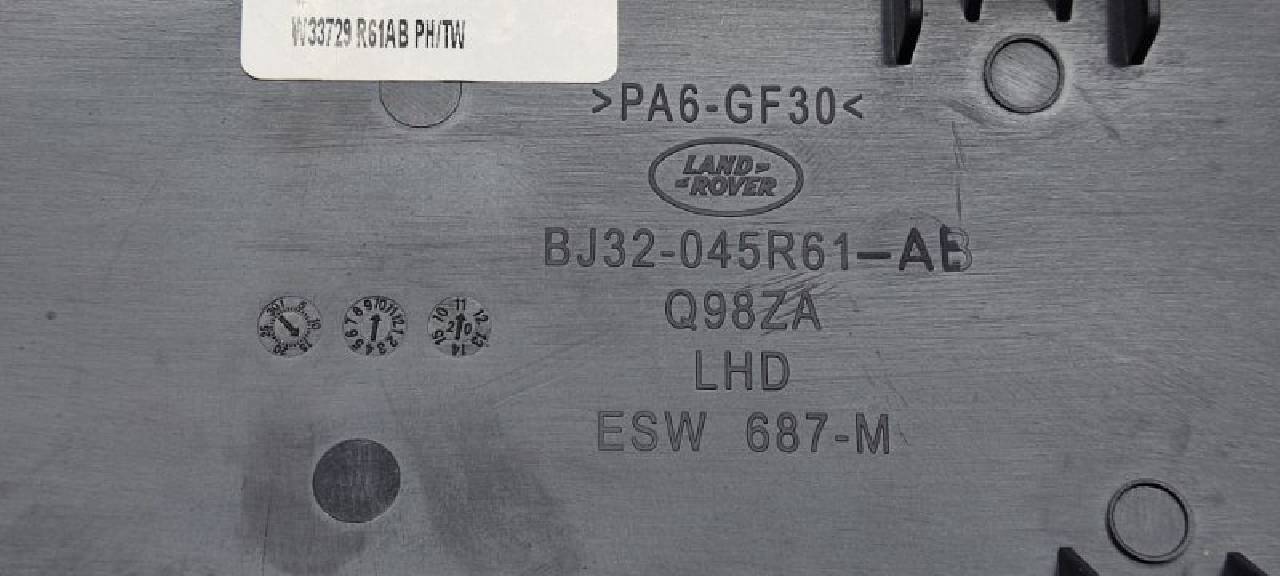 W33729 R61AB PH/TW
>PA6-GF30<
LAND
ROVER
BJ32-045R61-AB
Q98ZA
LHD
ESW 687-M